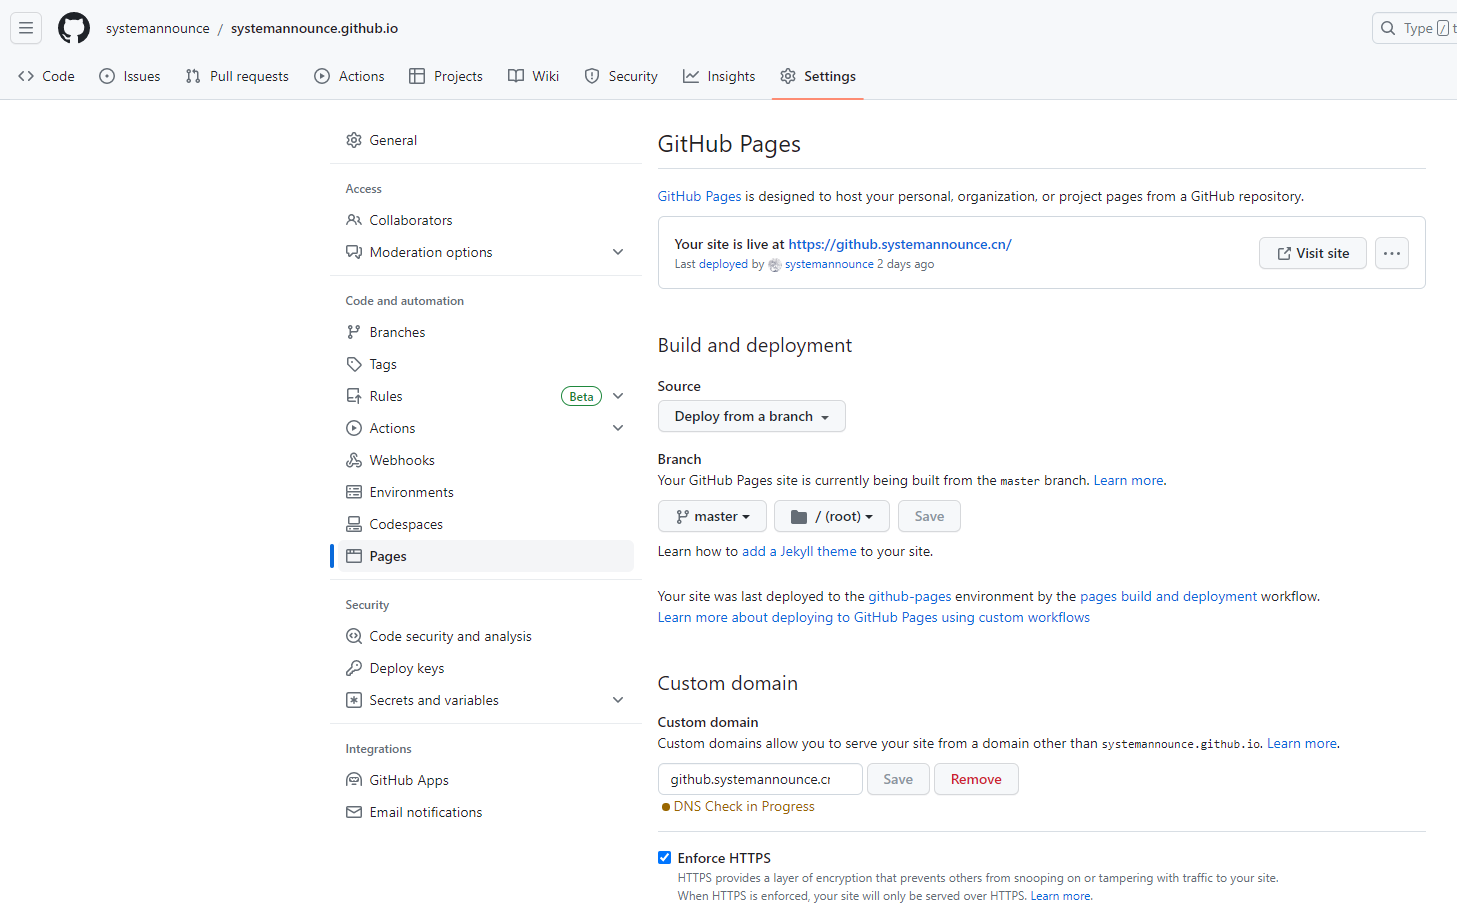 systemannounce / systemannounce.github.io
Type / t
Code Issues Pull requests Actions Projects Wiki Security Insights Settings
General
Access
Collaborators
Moderation options
Code and automation
Branches
Tags
Rules Beta
Actions
Webhooks
Environments
Codespaces
Pages
Security
Code security and analysis
Deploy keys
Secrets and variables
Integrations
GitHub Apps
Email notifications
GitHub Pages
GitHub Pages is designed to host your personal, organization, or project pages from a GitHub repository.
Your site is live at https://github.systemannounce.cn/
Last deployed by systemannounce 2 days ago
Visit site
Build and deployment
Source
Deploy from a branch
Branch
Your GitHub Pages site is currently being built from the master branch. Learn more.
master / (root) Save
Learn how to add a Jekyll theme to your site.
Your site was last deployed to the github-pages environment by the pages build and deployment workflow.
Learn more about deploying to GitHub Pages using custom workflows
Custom domain
Custom domain
Custom domains allow you to serve your site from a domain other than systemannounce.github.io. Learn more.
github.systemannounce.cn Save Remove
DNS Check in Progress
Enforce HTTPS
HTTPS provides a layer of encryption that prevents others from snooping on or tampering with traffic to your site.
When HTTPS is enforced, your site will only be served over HTTPS. Learn more.